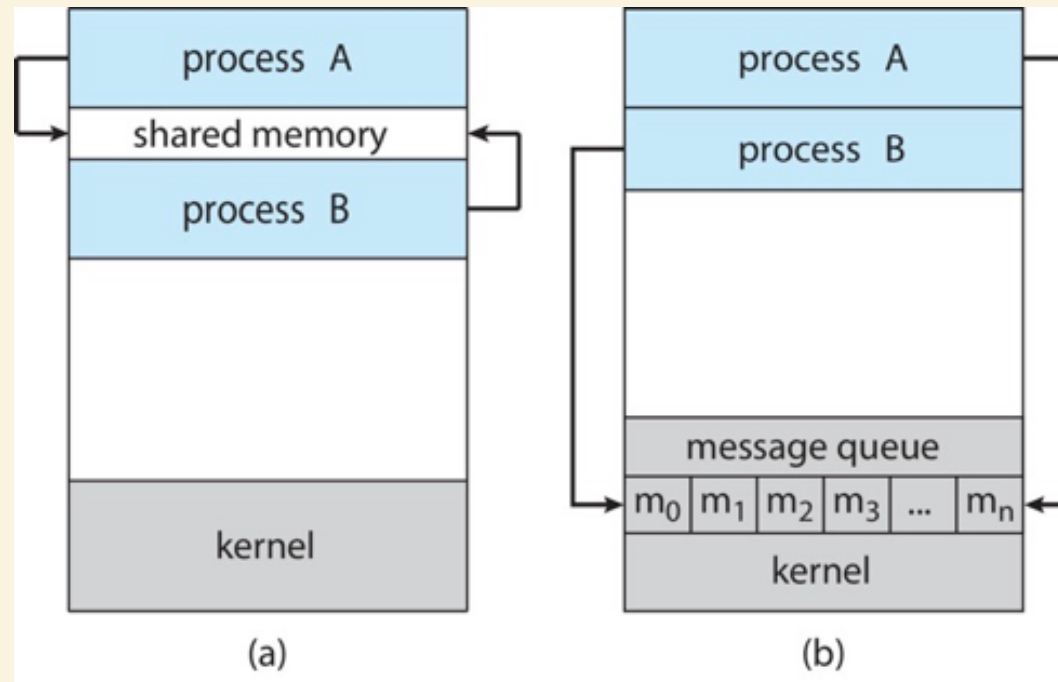 process A
shared memory
process B
kernel
(a)
process A
process B
message queue
m₀ m₁ m₂ m₃ ... mₙ
kernel
(b)